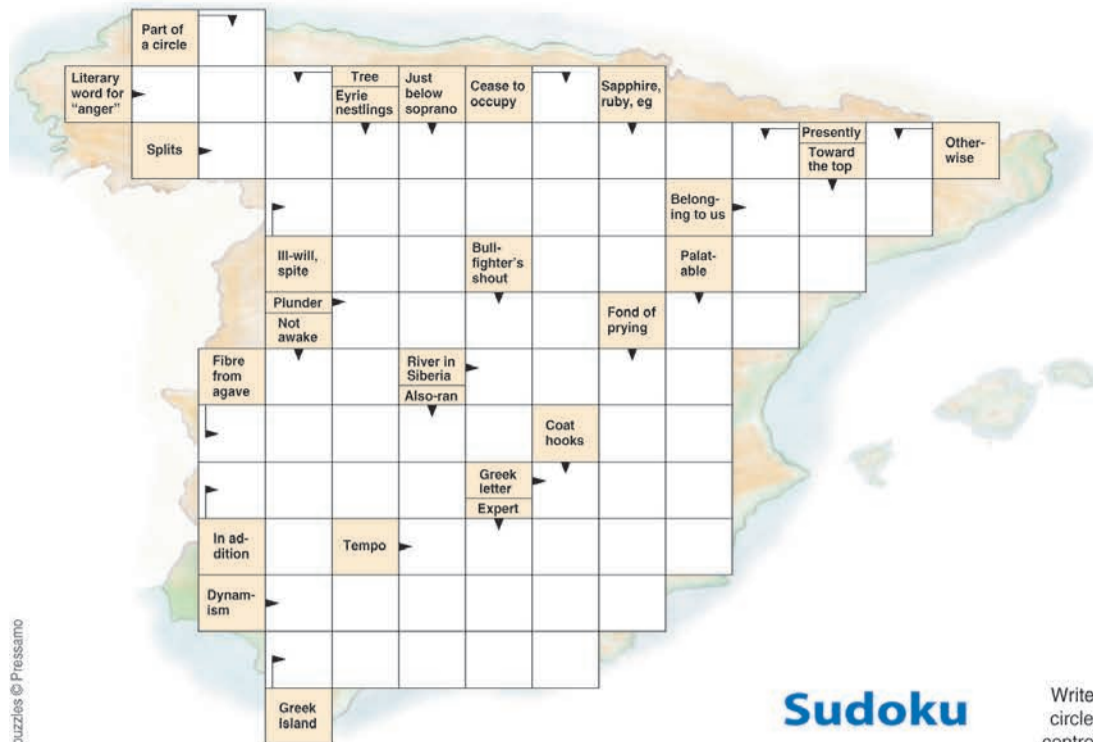 Part of
a circle
Literary
word for
"anger"
Tree
Eyrie
nestlings
Just
below
soprano
Cease to
occupy
Sapphire,
ruby, eg
Splits
Presently
Toward
the top
Other-
wise
Belong-
ing to us
Ill-will,
spite
Bull-
fighter's
shout
Palat-
able
Plunder
Not
awake
Fond of
prying
Fibre
from
agave
River in
Siberia
Also-ran
Coat
hooks
Greek
letter
Expert
In ad-
dition
Tempo
Dynam-
ism
Greek
Island
puzzles © Pressamo
Sudoku
Write
circle